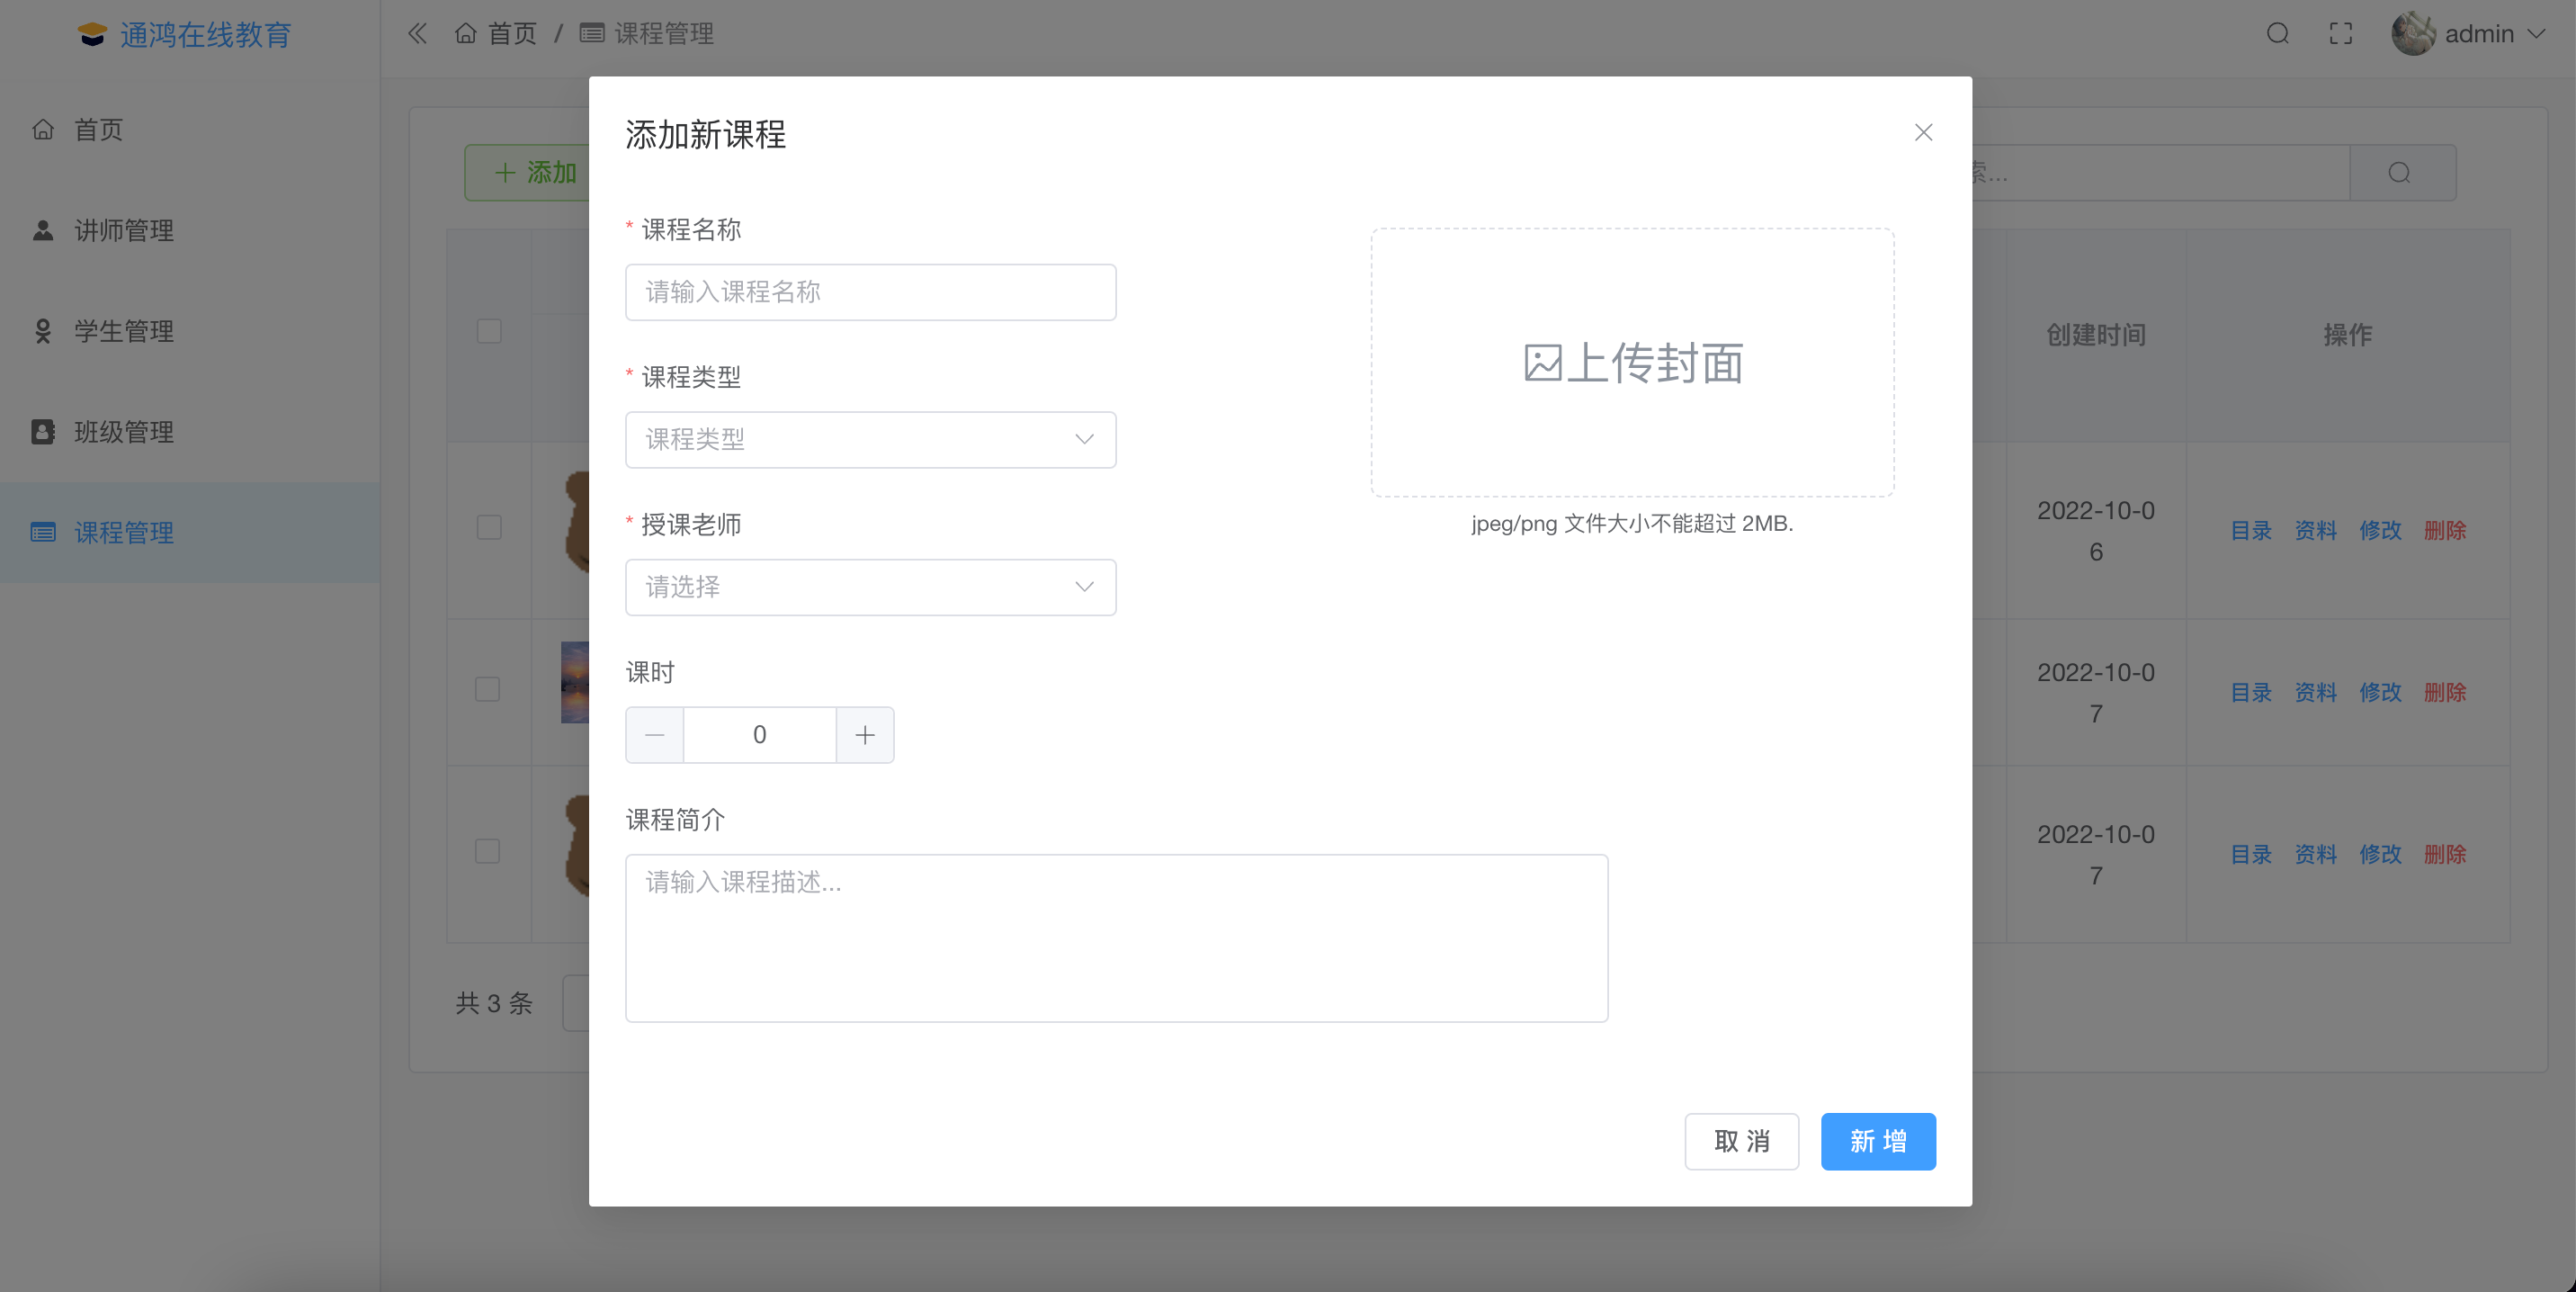 通鸿在线教育
首页 / 课程管理
admin
首页
讲师管理
学生管理
班级管理
课程管理
添加
索...
添加新课程
* 课程名称
请输入课程名称
* 课程类型
课程类型
* 授课老师
请选择
课时
0
课程简介
请输入课程描述...
上传封面
jpeg/png 文件大小不能超过 2MB.
取 消
新 增
创建时间
操作
2022-10-0
6
目录 资料 修改 删除
2022-10-0
7
目录 资料 修改 删除
2022-10-0
7
目录 资料 修改 删除
共 3 条